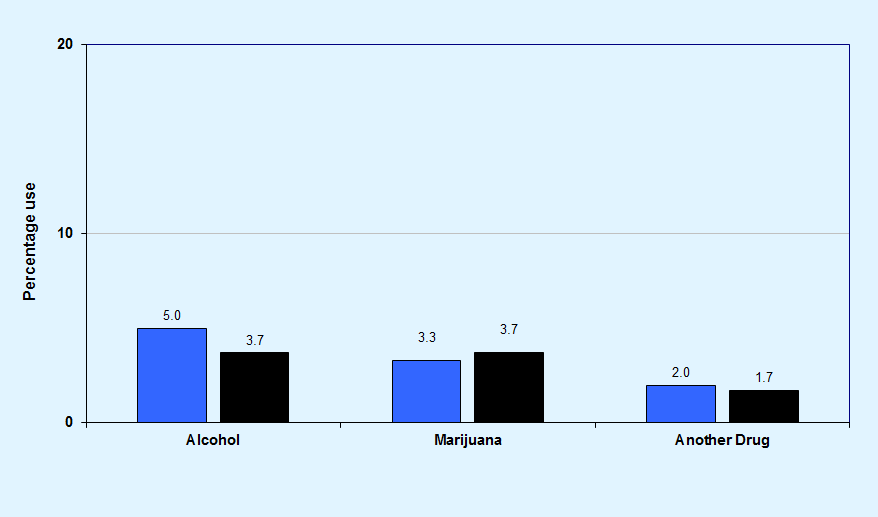 20
10
0
Percentage use
5.0
3.7
3.3
3.7
2.0
1.7
Alcohol
Marijuana
Another Drug